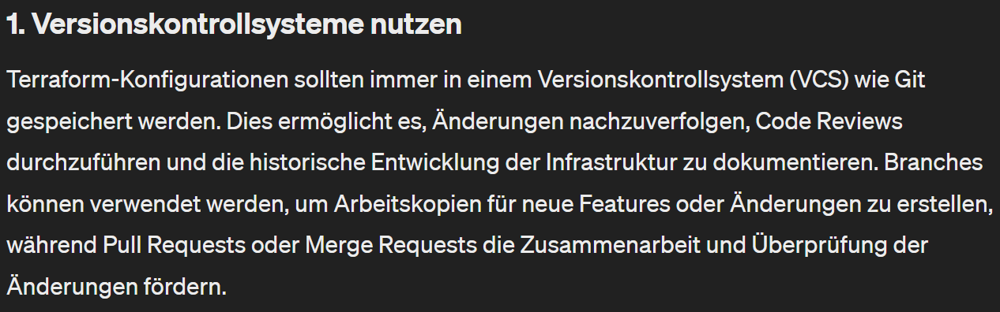 1. Versionskontrollsysteme nutzen
Terraform-Konfigurationen sollten immer in einem Versionskontrollsystem (VCS) wie Git
gespeichert werden. Dies ermöglicht es, Änderungen nachzuverfolgen, Code Reviews
durchzuführen und die historische Entwicklung der Infrastruktur zu dokumentieren. Branches
können verwendet werden, um Arbeitskopien für neue Features oder Änderungen zu erstellen,
während Pull Requests oder Merge Requests die Zusammenarbeit und Überprüfung der
Änderungen fördern.